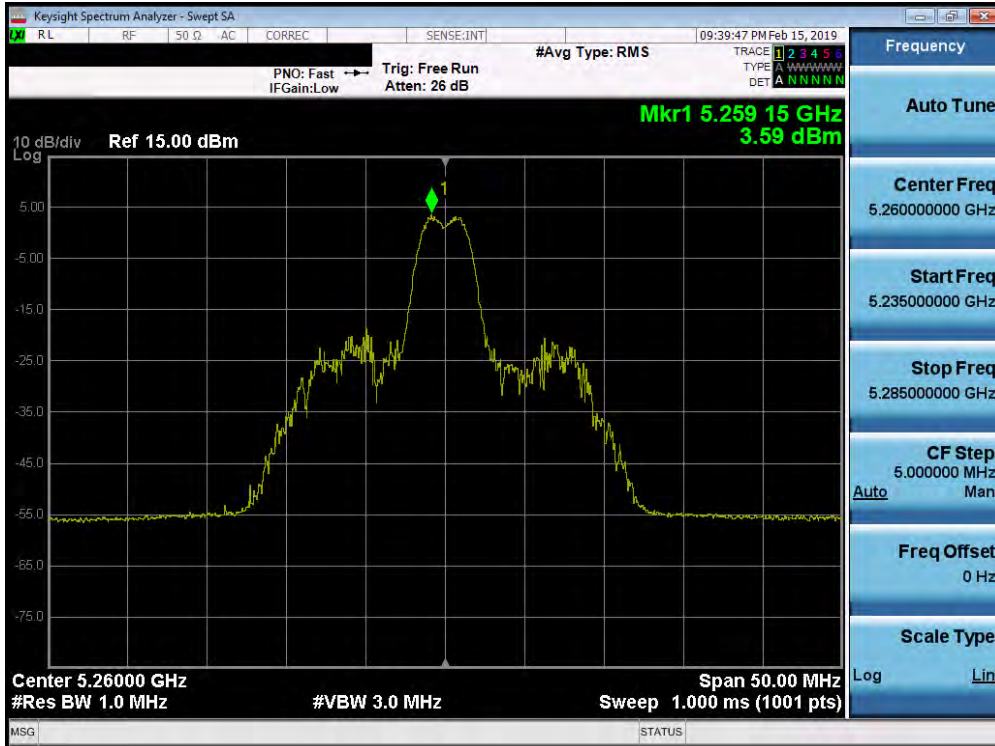 Keysight Spectrum Analyzer - Swept SA
LXI RL RF 50 Ω AC CORREC SENSE:INT 09:39:47 PM Feb 15, 2019
#Avg Type: RMS
TRACE 1 2 3 4 5 6
PNO: Fast Trig: Free Run
TYPE A WWWWWW
IFGain:Low Atten: 26 dB
DET A N N N N N
Mkr1 5.259 15 GHz
3.59 dBm
10 dB/div Ref 15.00 dBm
Log
1
5.00
-5.00
-15.0
-25.0
-35.0
-45.0
-55.0
-65.0
-75.0
Center 5.26000 GHz Span 50.00 MHz
#Res BW 1.0 MHz #VBW 3.0 MHz Sweep 1.000 ms (1001 pts)
MSG STATUS
Frequency
Auto Tune
Center Freq
5.260000000 GHz
Start Freq
5.235000000 GHz
Stop Freq
5.285000000 GHz
CF Step
5.000000 MHz
Auto Man
Freq Offset
0 Hz
Scale Type
Log Lin